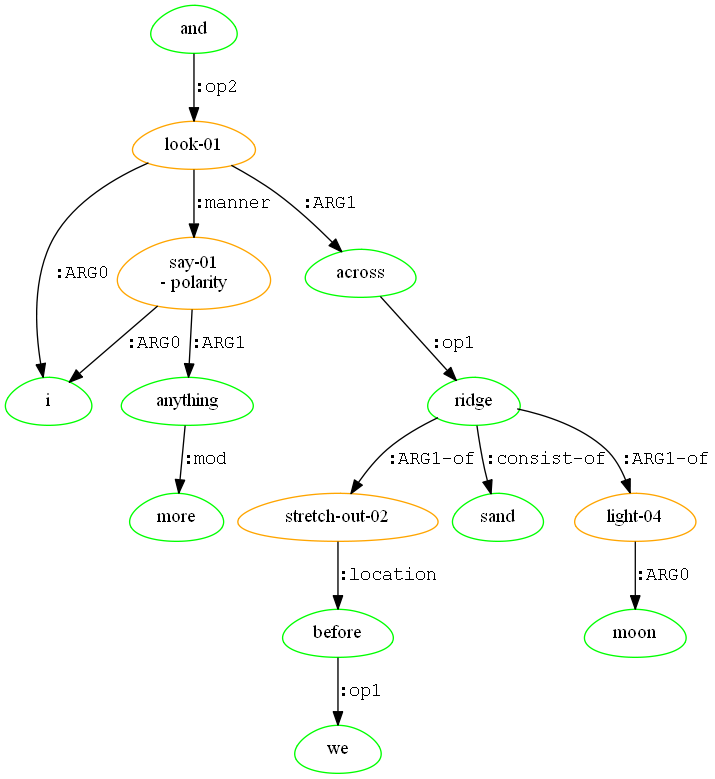 and
:op2
look-01
:manner :ARG1
say-01
- polarity
across
:ARG0
:ARG0 :ARG1 :op1
i anything ridge
:mod :ARG1-of :consist-of :ARG1-of
more stretch-out-02 sand light-04
:location :ARG0
before moon
:op1
we